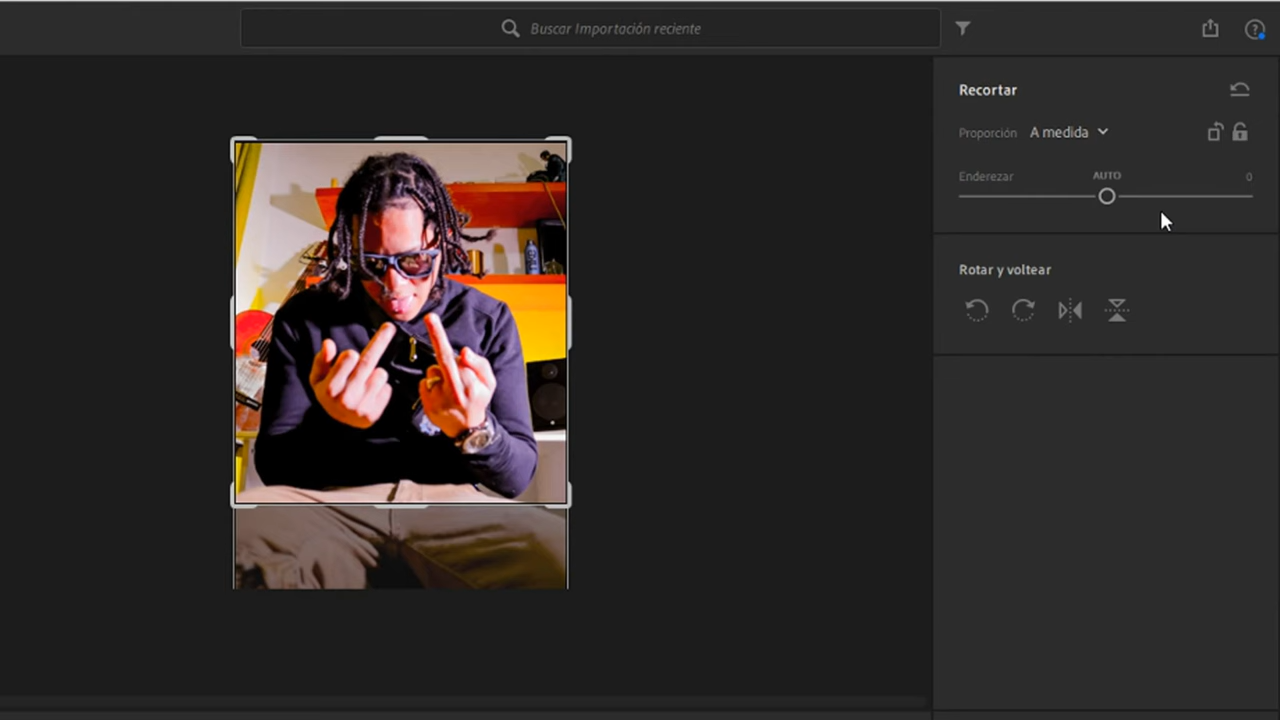 Buscar Importación reciente
Recortar
Proporción A medida
Enderezar AUTO 0
Rotar y voltear